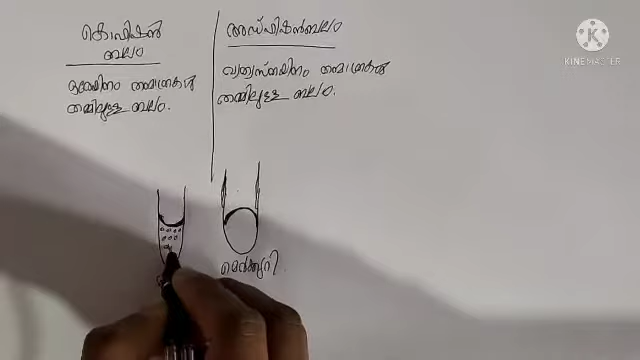 കൊഹിഷൻ
ബലം
ഒരേയിനം തന്മാത്രകൾ
തമ്മിലുള്ള ബലം.
അഡ്ഹിഷൻബലം
വ്യത്യസ്തയിനം തന്മാത്രകൾ
തമ്മിലുള്ള ബലം.
മെർക്കുറി
KINEMASTER